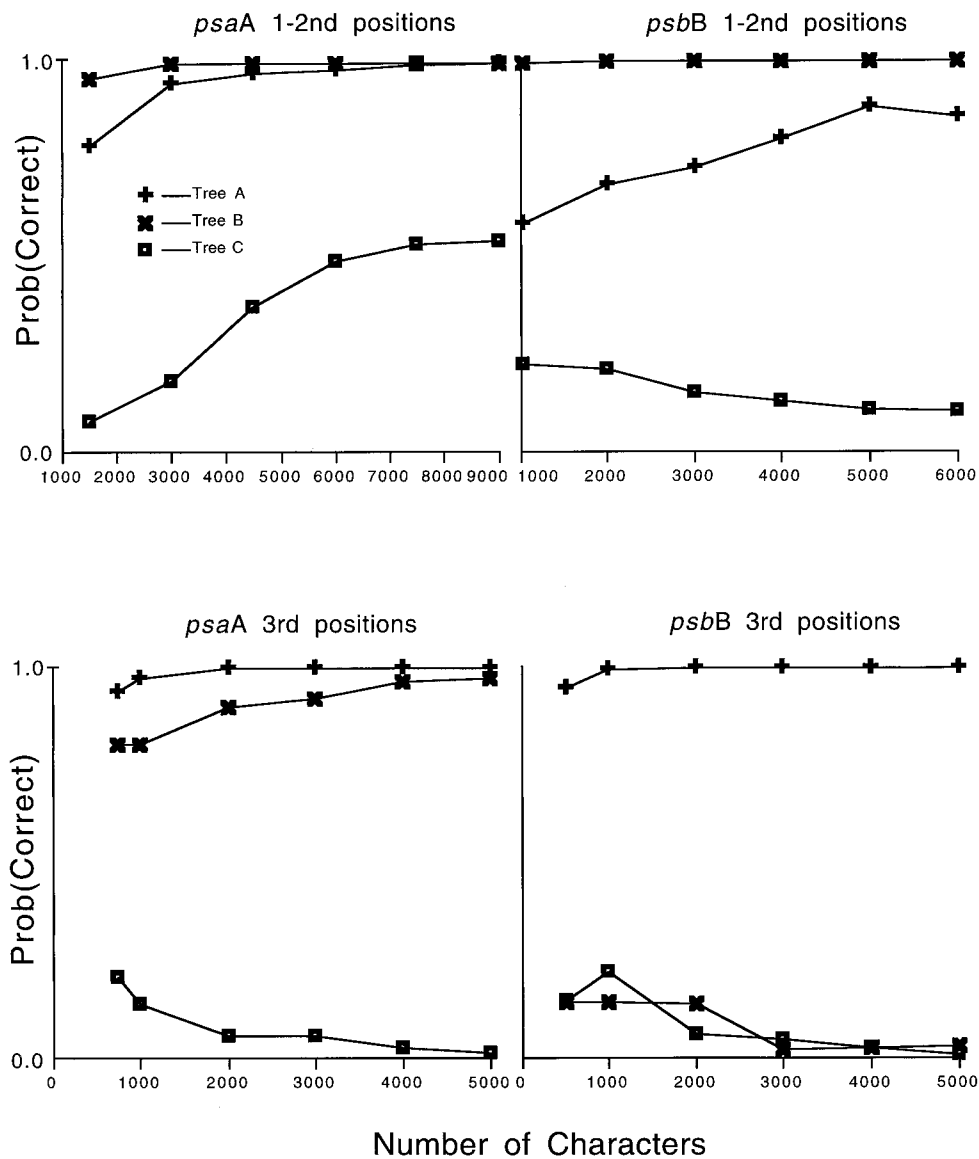 psaA 1-2nd positions
psbB 1-2nd positions
1.0
Prob(Correct)
Tree A
Tree B
Tree C
0.0
1000 2000 3000 4000 5000 6000 7000 8000 9000
1000 2000 3000 4000 5000 6000
psaA 3rd positions
psbB 3rd positions
1.0
Prob(Correct)
0.0
0 1000 2000 3000 4000 5000
0 1000 2000 3000 4000 5000
Number of Characters